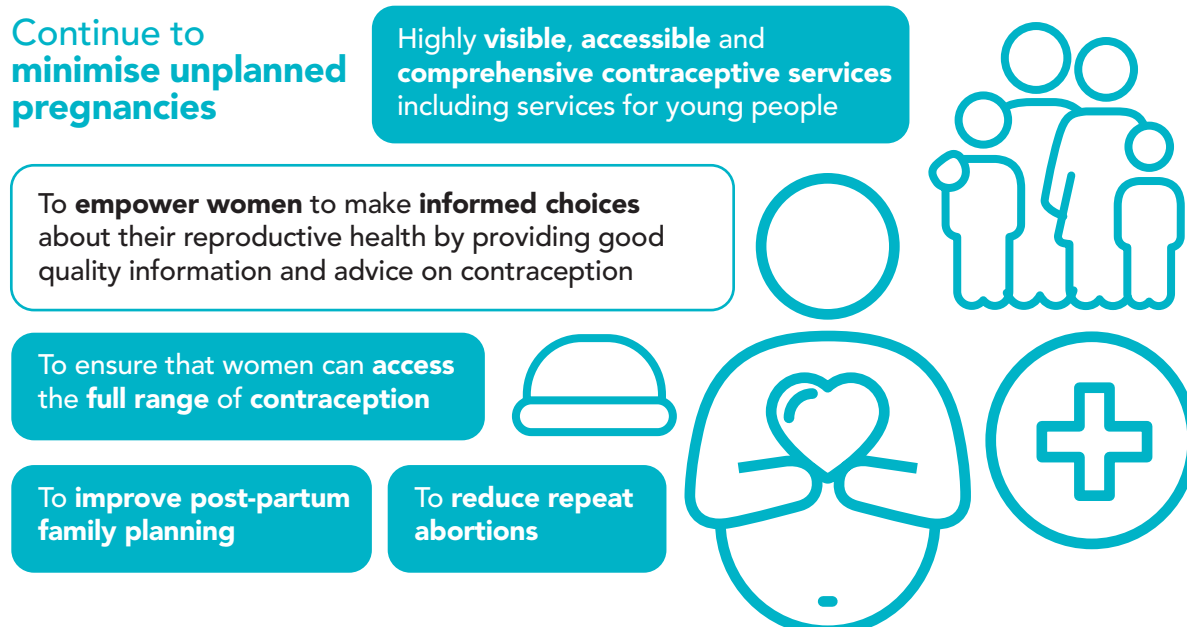 Continue to
minimise unplanned
pregnancies
Highly visible, accessible and
comprehensive contraceptive services
including services for young people
To empower women to make informed choices
about their reproductive health by providing good
quality information and advice on contraception
To ensure that women can access
the full range of contraception
To improve post-partum
family planning
To reduce repeat
abortions